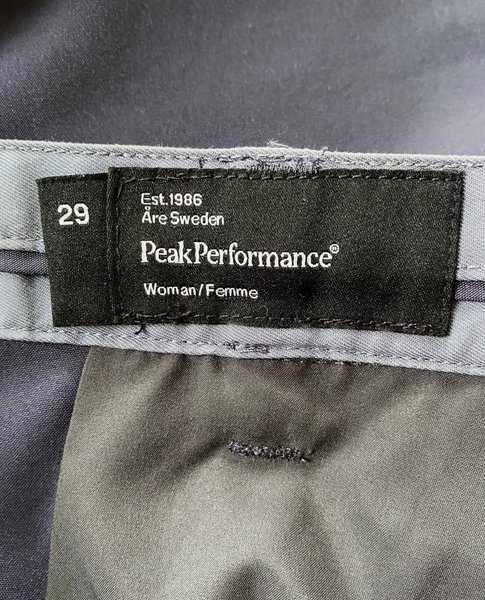 29
Est.1986
Åre Sweden
PeakPerformance®
Woman/Femme